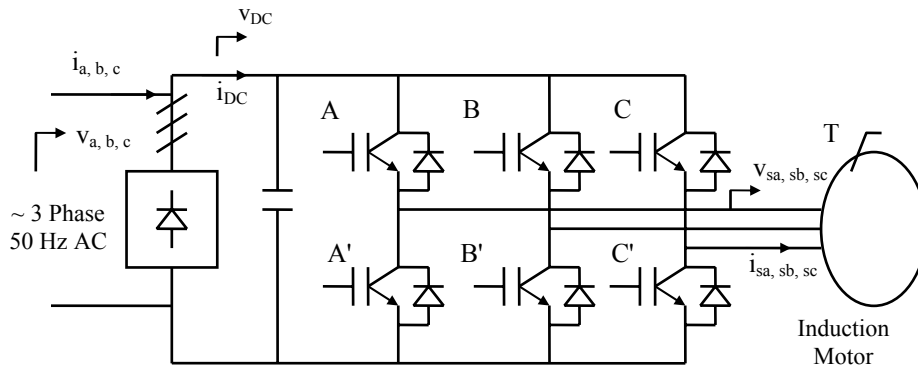 v_DC
i_a, b, c
i_DC
A
B
C
T
v_a, b, c
v_sa, sb, sc
~ 3 Phase
50 Hz AC
A'
B'
C'
i_sa, sb, sc
Induction
Motor